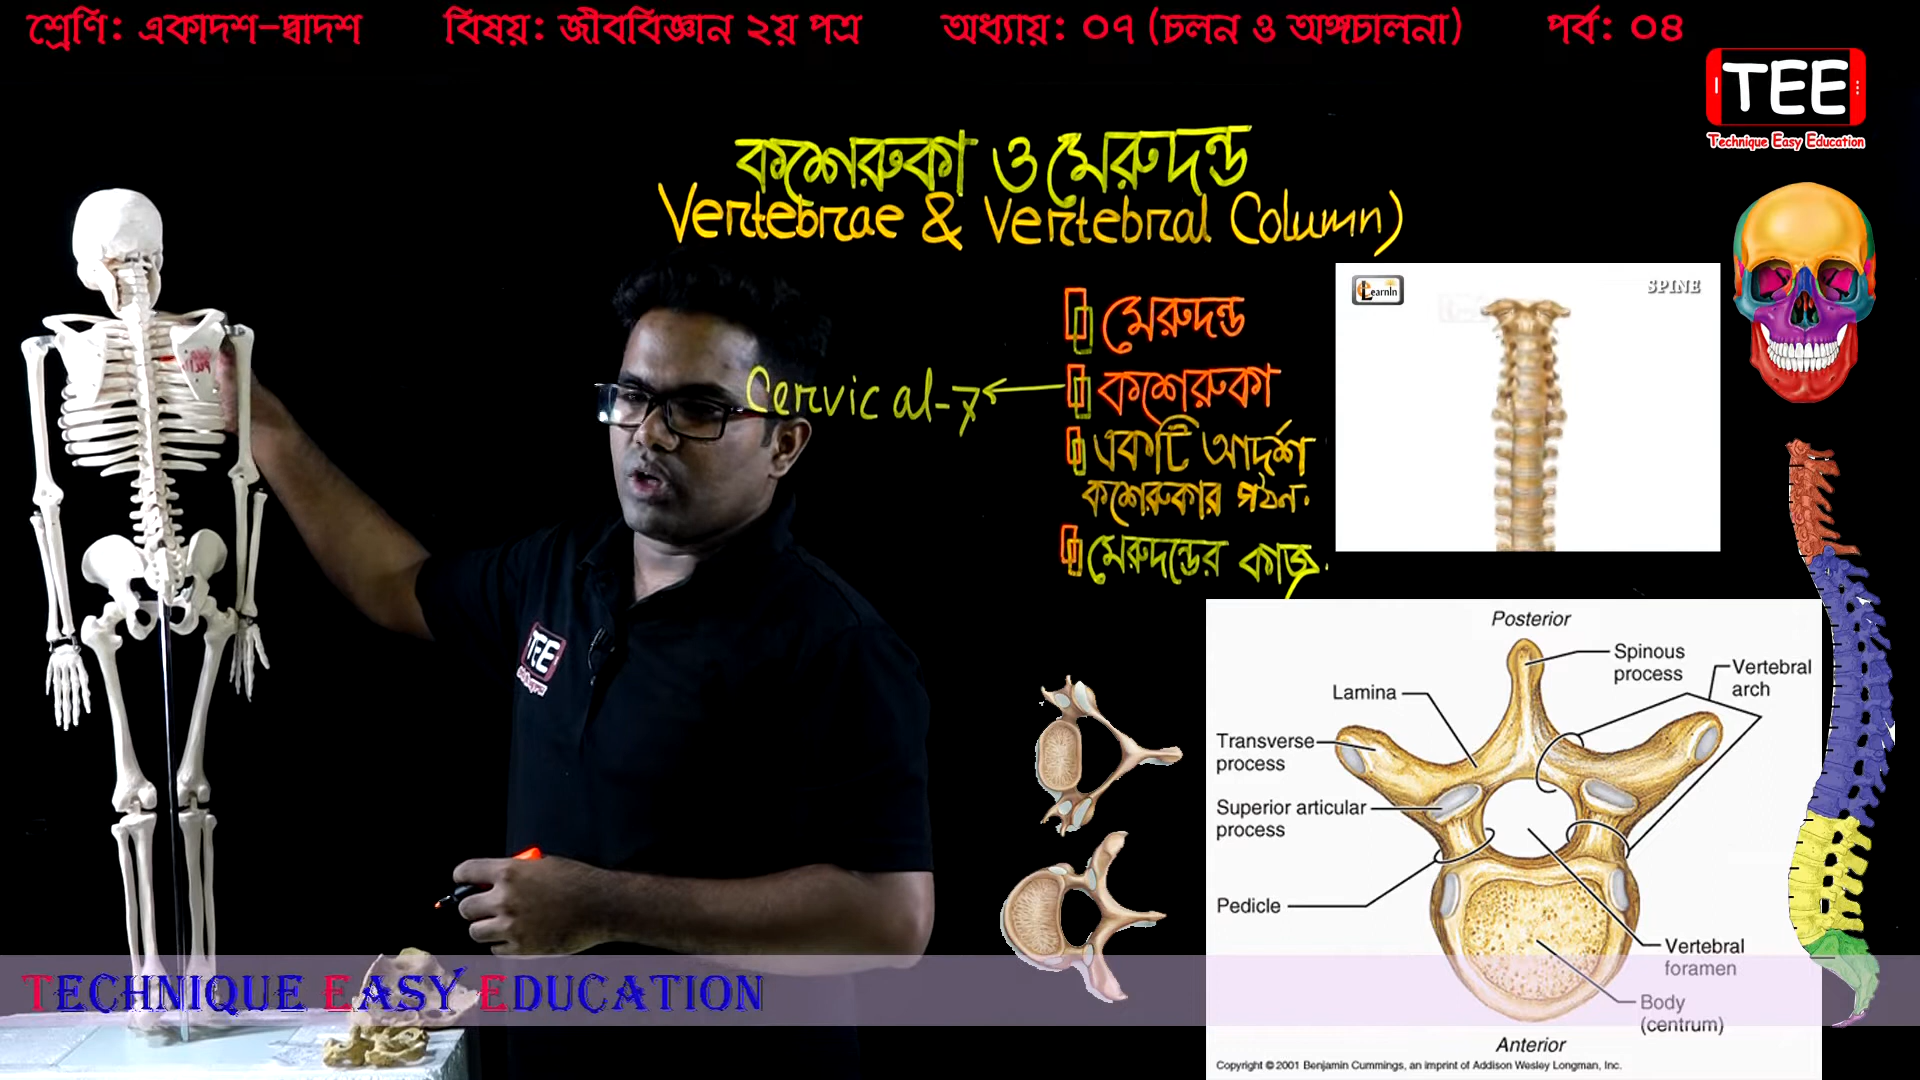 শ্রেণি: একাদশ-দ্বাদশ বিষয়: জীববিজ্ঞান ২য় পত্র অধ্যায়: ০৭ (চলন ও অঙ্গচালনা) পর্ব: ০৪
TEE
Technique Easy Education
কশেরুকা ও মেরুদন্ড
Vertebrae & Vertebral Column)
মেরুদন্ড
Cervical-7
কশেরুকা
একটি আদর্শ
কশেরুকার গঠন.
মেরুদন্ডের কাজ.
LearnIn
SPINE
TEE
Posterior
Spinous
process
Vertebral
arch
Lamina
Transverse
process
Superior articular
process
Pedicle
Vertebral
foramen
Body
(centrum)
Anterior
Copyright © 2001 Benjamin Cummings, an imprint of Addison Wesley Longman, Inc.
TECHNIQUE EASY EDUCATION